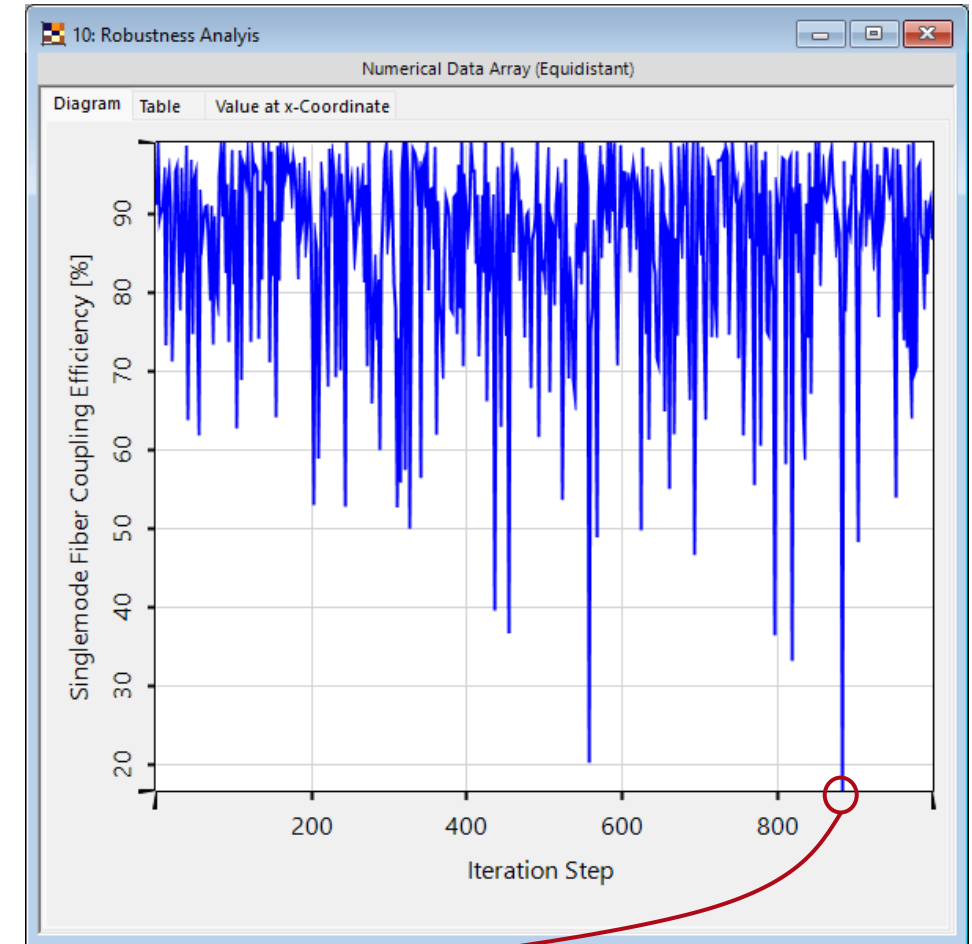 10: Robustness Analyis
Numerical Data Array (Equidistant)
Diagram Table Value at x-Coordinate
Singlemode Fiber Coupling Efficiency [%]
90
80
70
60
50
40
30
20
200 400 600 800
Iteration Step